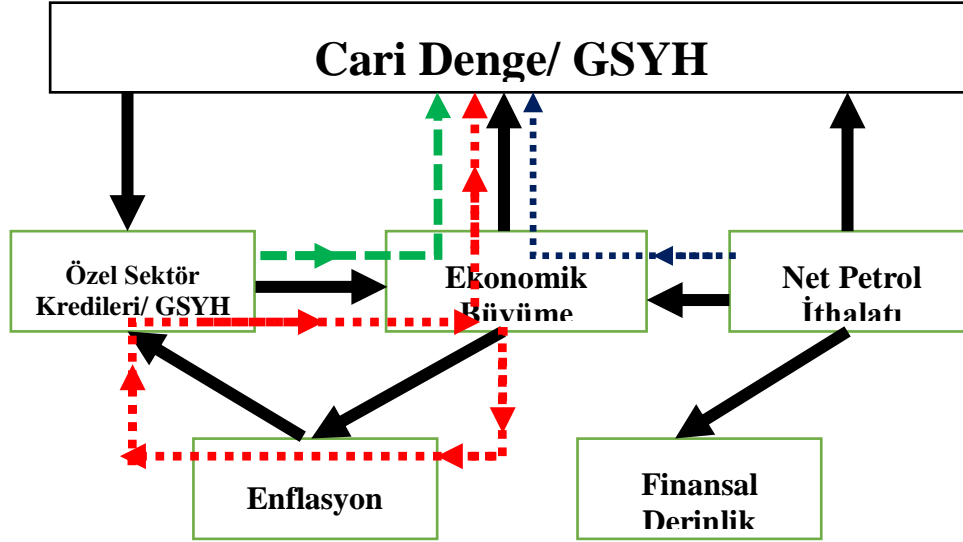 Cari Denge/ GSYH
Özel Sektör
Kredileri/ GSYH
Ekonomik
Büyüme
Net Petrol
İthalatı
Enflasyon
Finansal
Derinlik